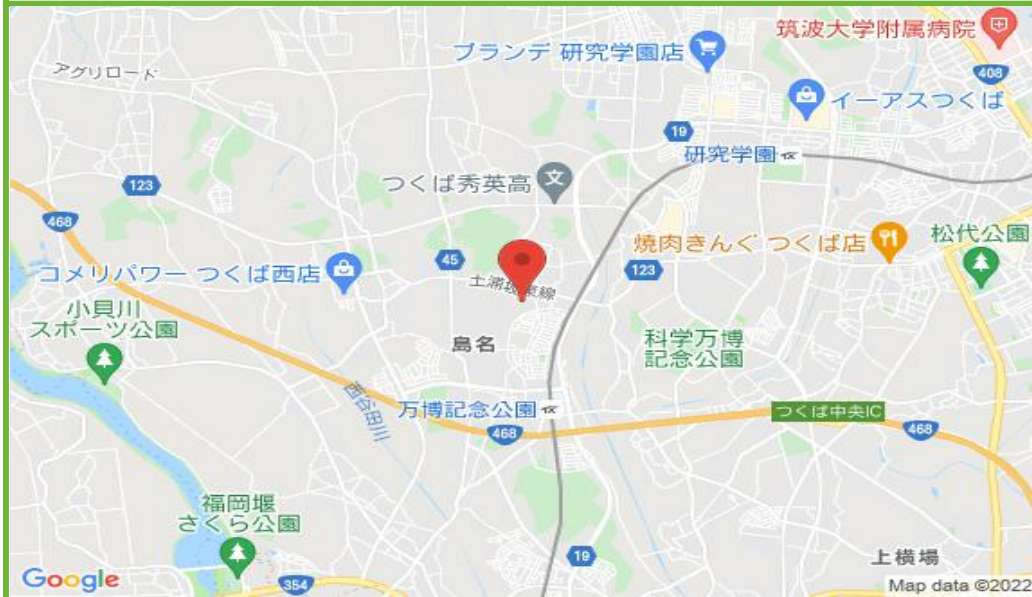 筑波大学附属病院
ブランデ 研究学園店
アグリロード
408
イーアスつくば
19
研究学園
123
つくば秀英高
文
468
焼肉きんぐ つくば店
松代公園
45
コメリパワー つくば西店
土浦坂東線
123
小貝川
スポーツ公園
島名
科学万博
記念公園
西谷田川
万博記念公園
つくば中央IC
468
468
福岡堰
さくら公園
19
上横場
354
Google
Map data ©2022